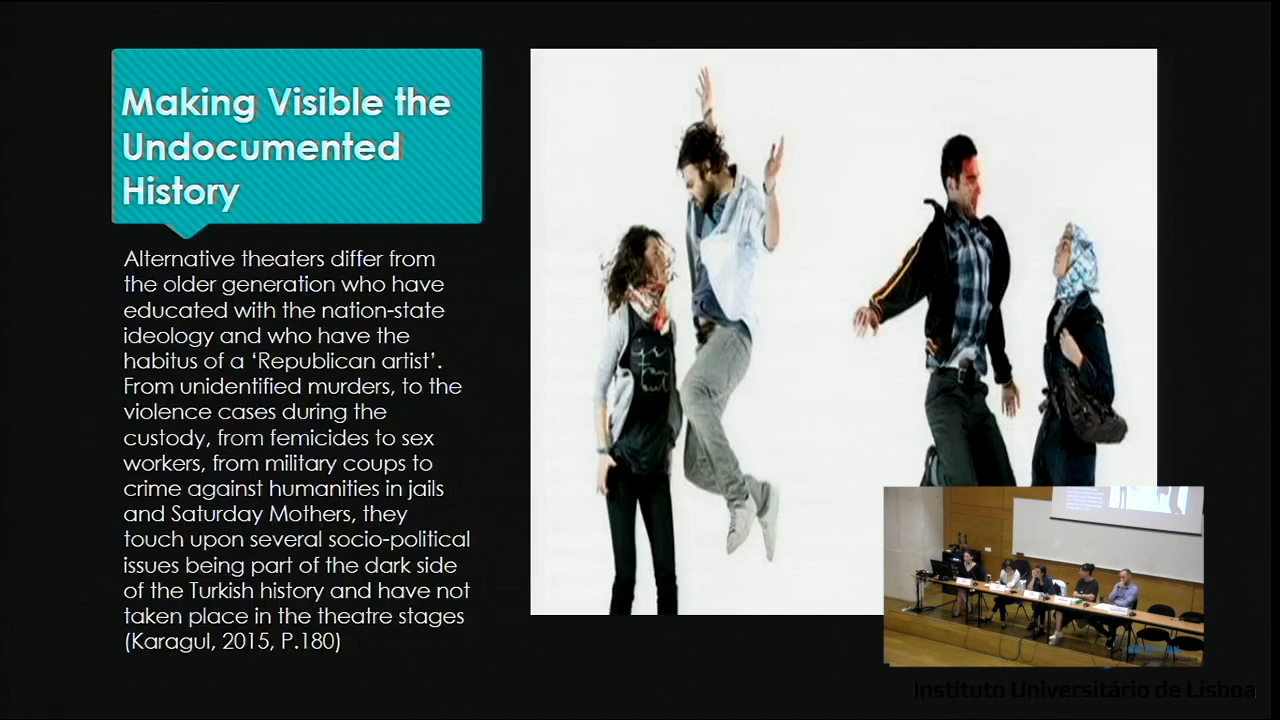 Making Visible the
Undocumented
History
Alternative theaters differ from
the older generation who have
educated with the nation-state
ideology and who have the
habitus of a ‘Republican artist’.
From unidentified murders, to the
violence cases during the
custody, from femicides to sex
workers, from military coups to
crime against humanities in jails
and Saturday Mothers, they
touch upon several socio-political
issues being part of the dark side
of the Turkish history and have not
taken place in the theatre stages
(Karagul, 2015, P.180)
Instituto Universitário de Lisboa